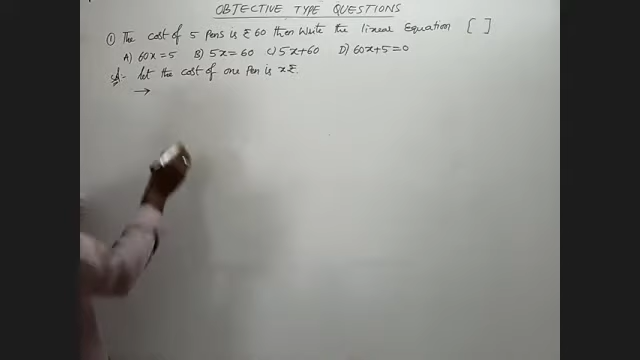 OBTECTIVE TYPE QUESTIONS
① The cost of 5 Pens is ₹ 60 then Write the linear Equation [ ]
A) 60x = 5 B) 5x = 60 C) 5x+60 D) 60x+5=0
Sol:- Let the cost of one Pen is x ₹.
→